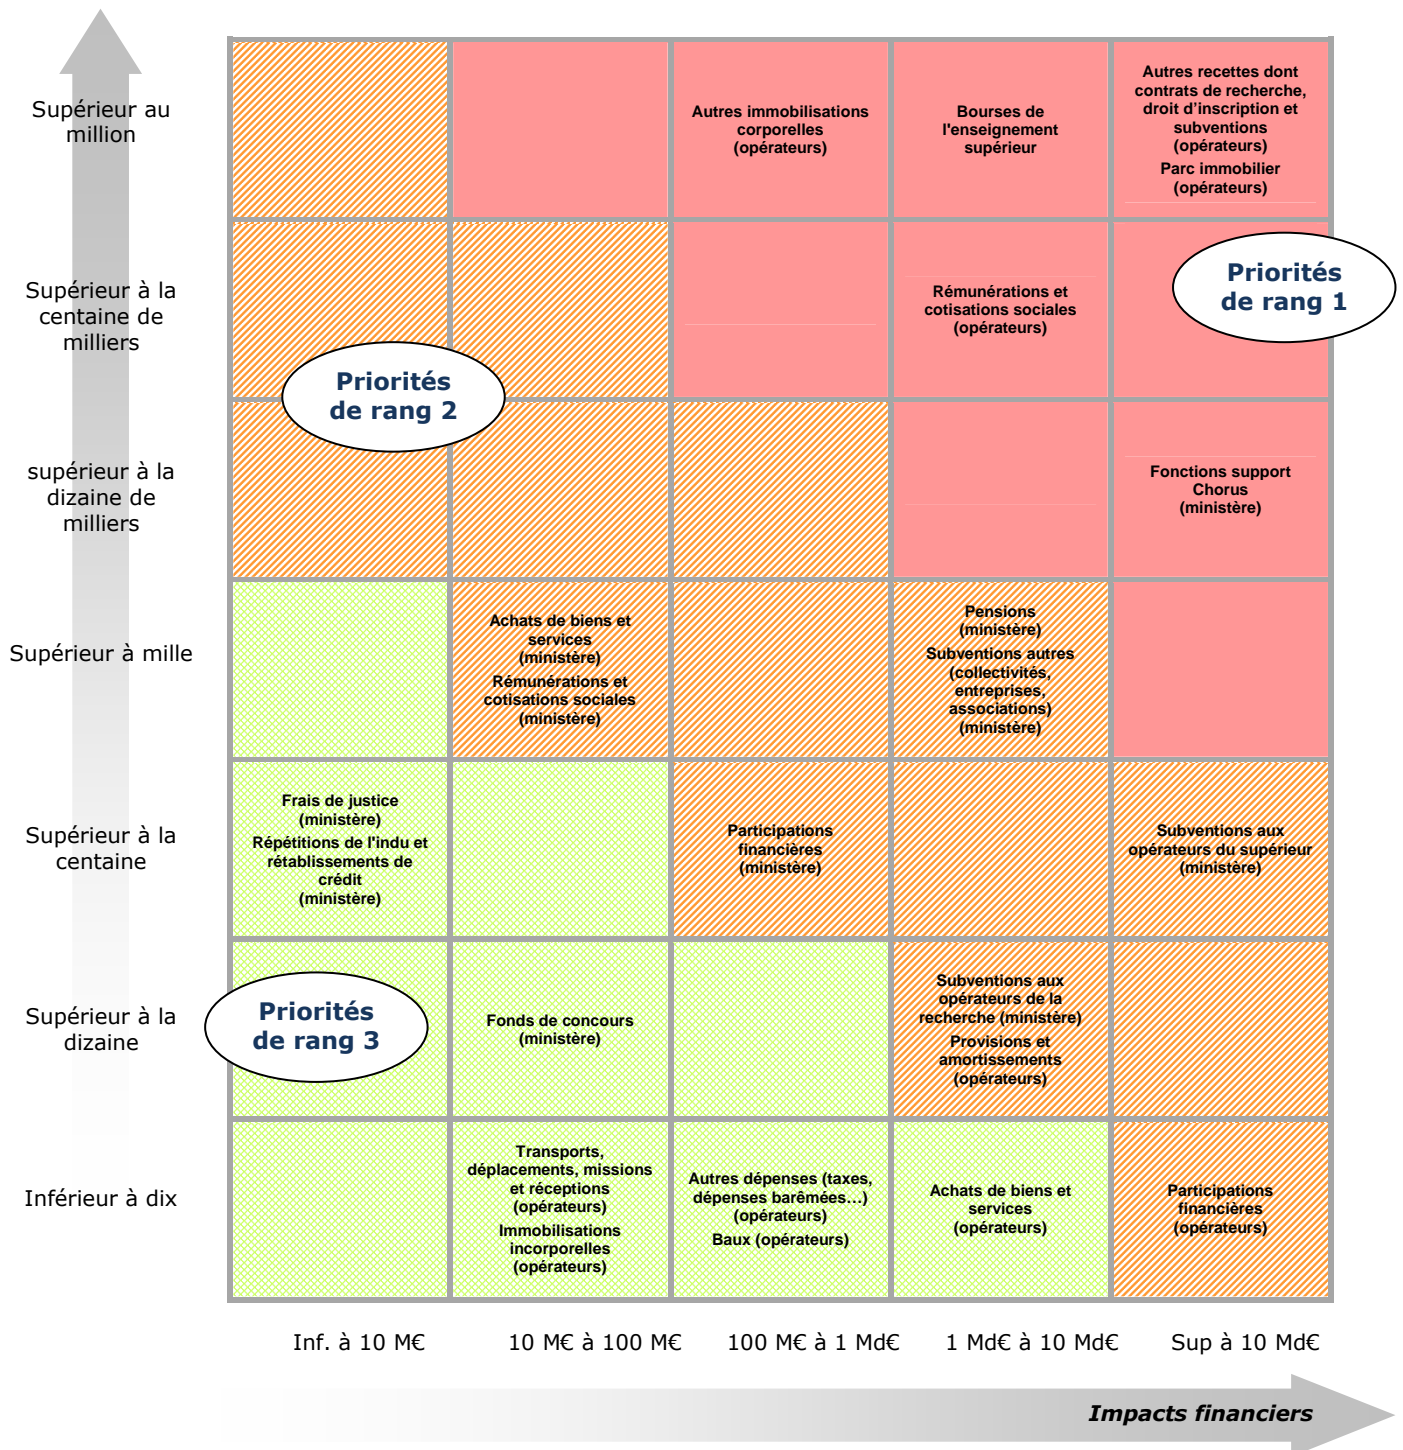 Supérieur au
million
Autres immobilisations
corporelles
(opérateurs)
Bourses de
l'enseignement
supérieur
Autres recettes dont
contrats de recherche,
droit d'inscription et
subventions
(opérateurs)
Parc immobilier
(opérateurs)
Supérieur à la
centaine de
milliers
Rémunérations et
cotisations sociales
(opérateurs)
Priorités
de rang 1
Priorités
de rang 2
supérieur à la
dizaine de
milliers
Fonctions support
Chorus
(ministère)
Supérieur à mille
Achats de biens et
services
(ministère)
Rémunérations et
cotisations sociales
(ministère)
Pensions
(ministère)
Subventions autres
(collectivités,
entreprises,
associations)
(ministère)
Supérieur à la
centaine
Frais de justice
(ministère)
Répétitions de l'indu et
rétablissements de
crédit
(ministère)
Participations
financières
(ministère)
Subventions aux
opérateurs du supérieur
(ministère)
Supérieur à la
dizaine
Priorités
de rang 3
Fonds de concours
(ministère)
Subventions aux
opérateurs de la
recherche (ministère)
Provisions et
amortissements
(opérateurs)
Inférieur à dix
Transports,
déplacements, missions
et réceptions
(opérateurs)
Immobilisations
incorporelles
(opérateurs)
Autres dépenses (taxes,
dépenses barêmées...)
(opérateurs)
Baux (opérateurs)
Achats de biens et
services
(opérateurs)
Participations
financières
(opérateurs)
Inf. à 10 M€
10 M€ à 100 M€
100 M€ à 1 Md€
1 Md€ à 10 Md€
Sup à 10 Md€
Impacts financiers